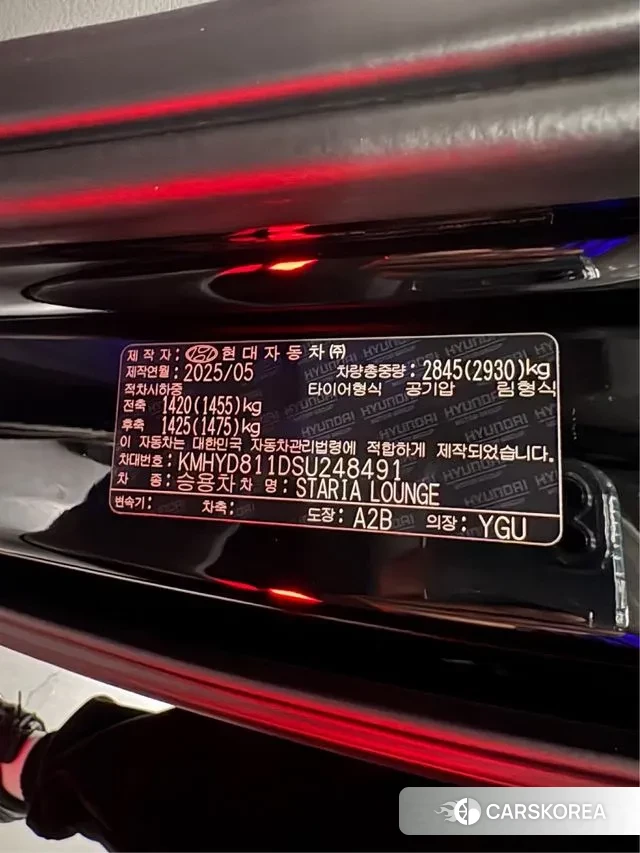 제 작 자 : 현 대 자 동 차 ㈜
제작연월 : 2025/05 차량총중량 : 2845(2930)kg
적차시하중 타이어형식 공기압 림형식
전축 1420(1455)kg
후축 1425(1475)kg
이 자동차는 대한민국 자동차관리법령에 적합하게 제작되었습니다.
차대번호 : KMHYD811DSU248491
차 종 : 승용차 차 명 : STARIA LOUNGE
변속기 : 차축 : 도장 : A2B 의장 : YGU
HYUNDAI
CARSKOREA